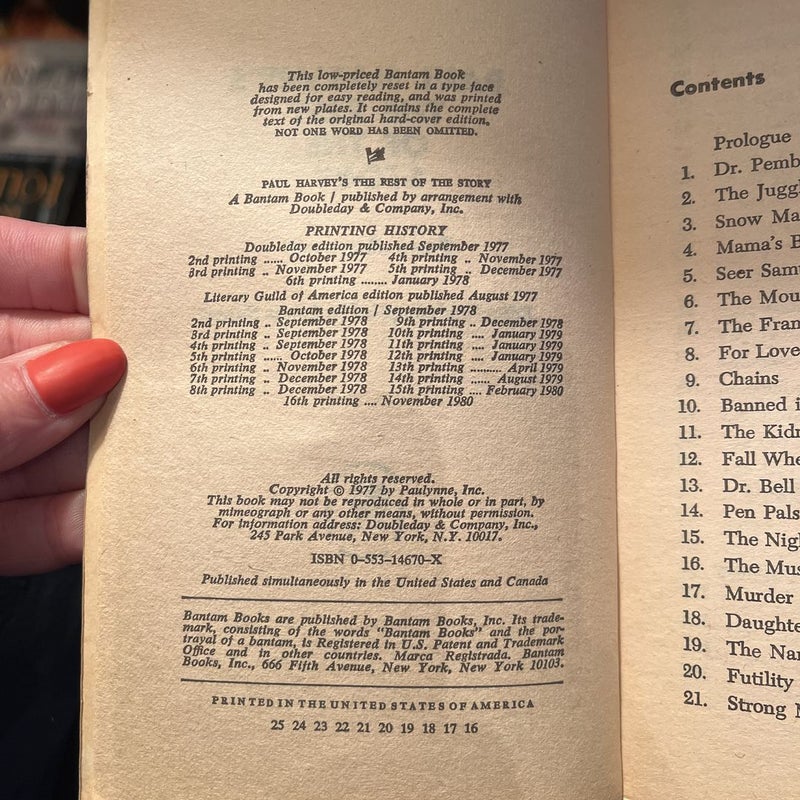 This low-priced Bantam Book
has been completely reset in a type face
designed for easy reading, and was printed
from new plates. It contains the complete
text of the original hard-cover edition.
NOT ONE WORD HAS BEEN OMITTED.
PAUL HARVEY'S THE REST OF THE STORY
A Bantam Book / published by arrangement with
Doubleday & Company, Inc.
PRINTING HISTORY
Doubleday edition published September 1977
2nd printing ...... October 1977 4th printing .. November 1977
3rd printing .. November 1977 5th printing .. December 1977
6th printing ........ January 1978
Literary Guild of America edition published August 1977
Bantam edition / September 1978
2nd printing .. September 1978 9th printing .. December 1978
3rd printing .. September 1978 10th printing .... January 1979
4th printing .. September 1978 11th printing .... January 1979
5th printing ...... October 1978 12th printing .... January 1979
6th printing .. November 1978 13th printing .......... April 1979
7th printing .. December 1978 14th printing ...... August 1979
8th printing .. December 1978 15th printing .... February 1980
16th printing .... November 1980
All rights reserved.
Copyright © 1977 by Paulynne, Inc.
This book may not be reproduced in whole or in part, by
mimeograph or any other means, without permission.
For information address: Doubleday & Company, Inc.,
245 Park Avenue, New York, N.Y. 10017.
ISBN 0-553-14670-X
Published simultaneously in the United States and Canada
Bantam Books are published by Bantam Books, Inc. Its trade-
mark, consisting of the words "Bantam Books" and the por-
trayal of a bantam, is Registered in U.S. Patent and Trademark
Office and in other countries. Marca Registrada. Bantam
Books, Inc., 666 Fifth Avenue, New York, New York 10103.
PRINTED IN THE UNITED STATES OF AMERICA
25 24 23 22 21 20 19 18 17 16
Contents
Prologue
1. Dr. Pemb
2. The Juggl
3. Snow Ma
4. Mama's B
5. Seer Samu
6. The Mou
7. The Fran
8. For Love
9. Chains
10. Banned i
11. The Kidn
12. Fall Whe
13. Dr. Bell
14. Pen Pals
15. The Nigh
16. The Mus
17. Murder
18. Daughte
19. The Nar
20. Futility
21. Strong M